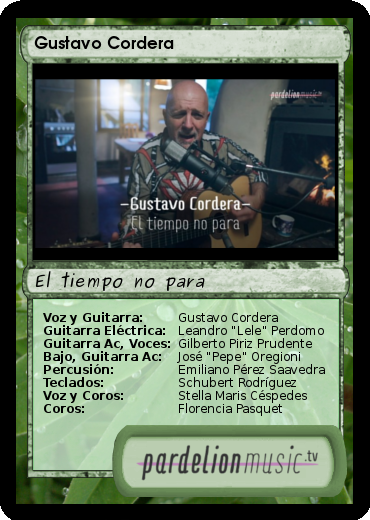 Gustavo Cordera
pardelionmusic.tv
—Gustavo Cordera—
El tiempo no para
El tiempo no para
Voz y Guitarra: Gustavo Cordera
Guitarra Eléctrica: Leandro "Lele" Perdomo
Guitarra Ac, Voces: Gilberto Piriz Prudente
Bajo, Guitarra Ac: José "Pepe" Oregioni
Percusión: Emiliano Pérez Saavedra
Teclados: Schubert Rodríguez
Voz y Coros: Stella Maris Céspedes
Coros: Florencia Pasquet
pardelionmusic.tv